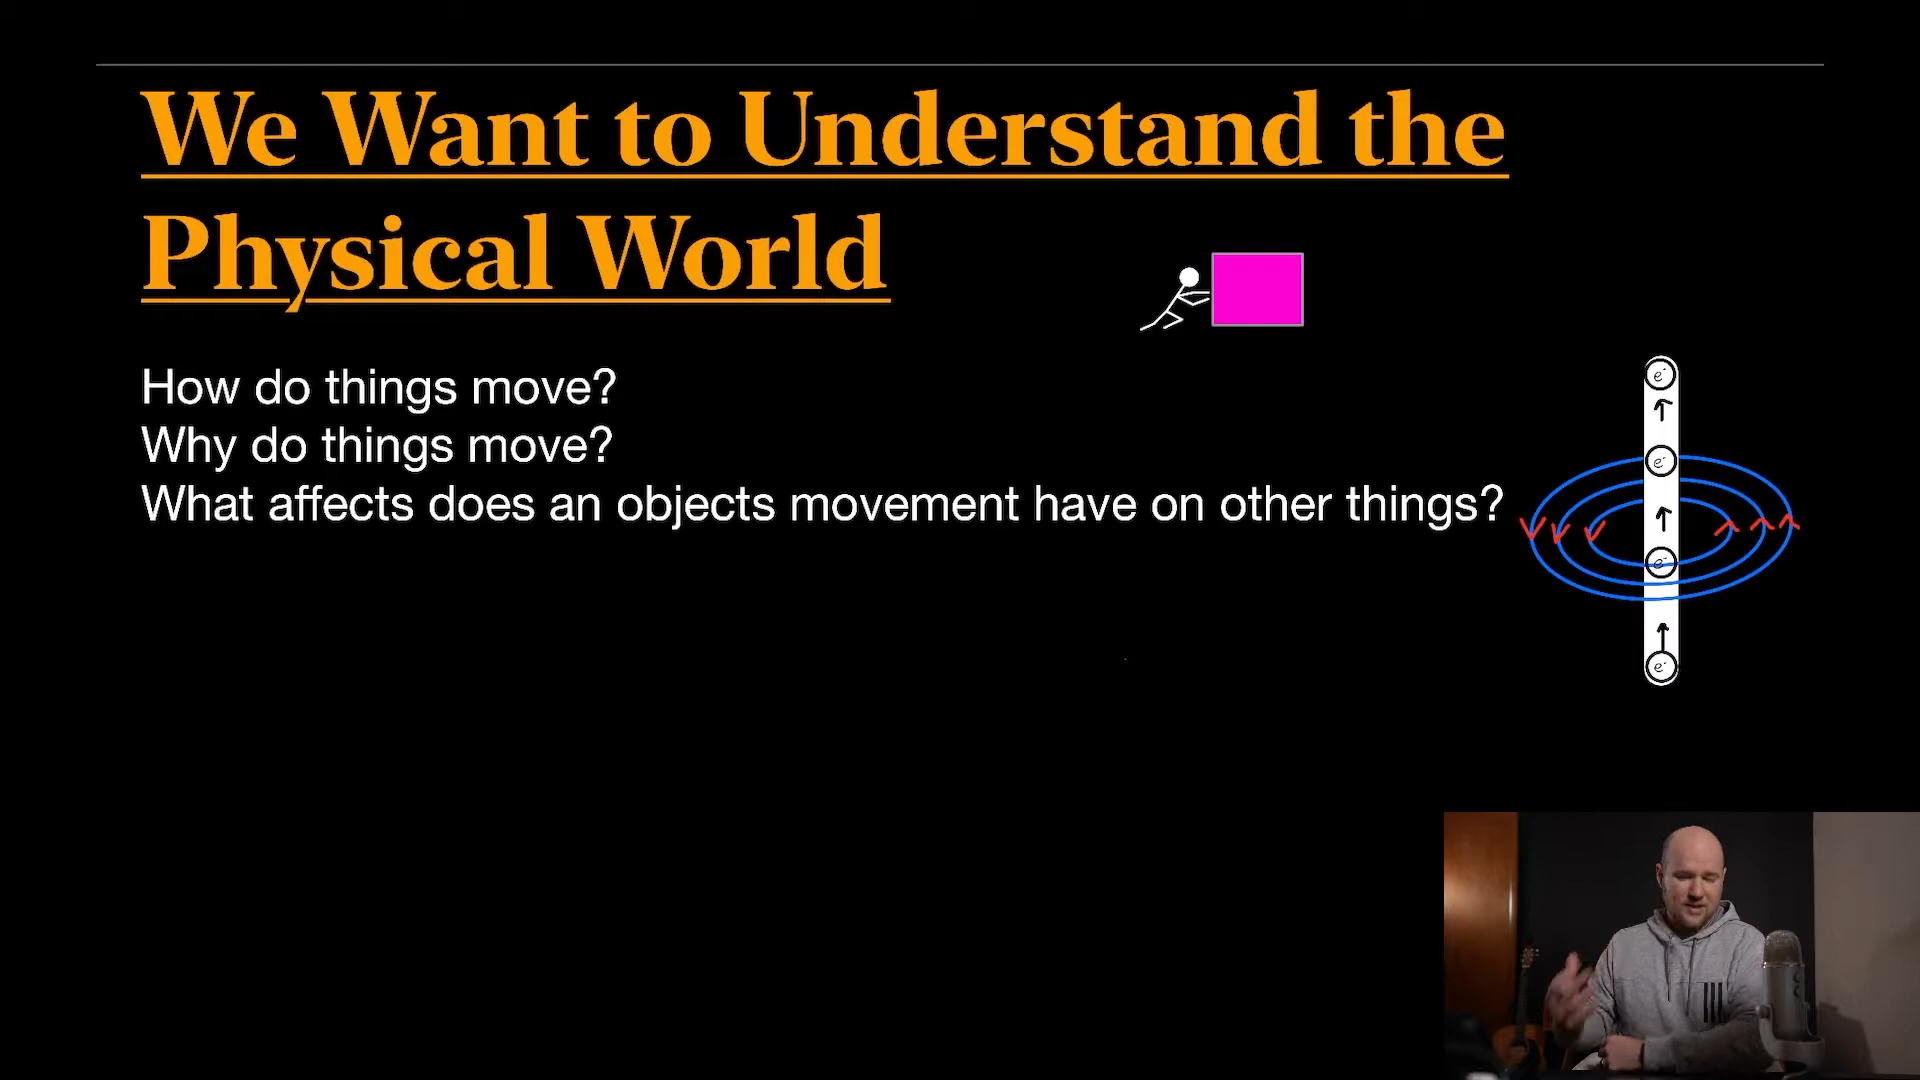 We Want to Understand the
Physical World
How do things move?
Why do things move?
What affects does an objects movement have on other things?
e-
e-
e-
e-